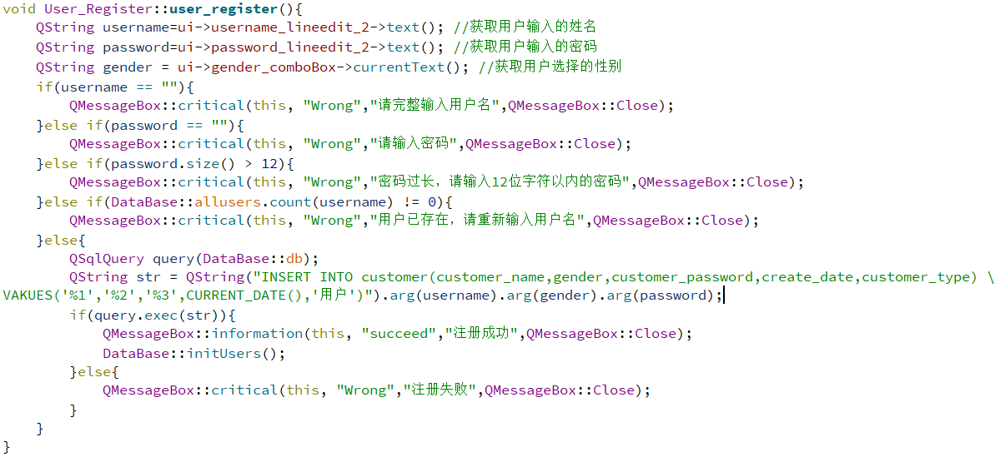 void User_Register::user_register(){
    QString username=ui->username_lineedit_2->text(); //获取用户输入的姓名
    QString password=ui->password_lineedit_2->text(); //获取用户输入的密码
    QString gender = ui->gender_comboBox->currentText(); //获取用户选择的性别
    if(username == ""){
        QMessageBox::critical(this, "Wrong","请完整输入用户名",QMessageBox::Close);
    }else if(password == ""){
        QMessageBox::critical(this, "Wrong","请输入密码",QMessageBox::Close);
    }else if(password.size() > 12){
        QMessageBox::critical(this, "Wrong","密码过长，请输入12位字符以内的密码",QMessageBox::Close);
    }else if(DataBase::allusers.count(username) != 0){
        QMessageBox::critical(this, "Wrong","用户已存在，请重新输入用户名",QMessageBox::Close);
    }else{
        QSqlQuery query(DataBase::db);
        QString str = QString("INSERT INTO customer(customer_name,gender,customer_password,create_date,customer_type) \
VAKUES('%1','%2','%3',CURRENT_DATE(),'用户')").arg(username).arg(gender).arg(password);
        if(query.exec(str)){
            QMessageBox::information(this, "succeed","注册成功",QMessageBox::Close);
            DataBase::initUsers();
        }else{
            QMessageBox::critical(this, "Wrong","注册失败",QMessageBox::Close);
        }
    }
}